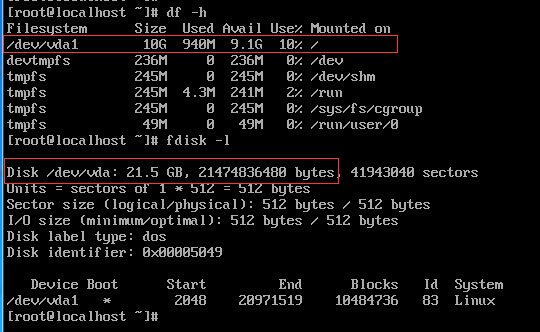 [root@localhost ~]# df -h
Filesystem Size Used Avail Use% Mounted on
/dev/vda1 10G 940M 9.1G 10% /
devtmpfs 236M 0 236M 0% /dev
tmpfs 245M 0 245M 0% /dev/shm
tmpfs 245M 4.3M 241M 2% /run
tmpfs 245M 0 245M 0% /sys/fs/cgroup
tmpfs 49M 0 49M 0% /run/user/0
[root@localhost ~]# fdisk -l
Disk /dev/vda: 21.5 GB, 21474836480 bytes, 41943040 sectors
Units = sectors of 1 * 512 = 512 bytes
Sector size (logical/physical): 512 bytes / 512 bytes
I/O size (minimum/optimal): 512 bytes / 512 bytes
Disk label type: dos
Disk identifier: 0x00005049
Device Boot Start End Blocks Id System
/dev/vda1 * 2048 20971519 10484736 83 Linux
[root@localhost ~]#